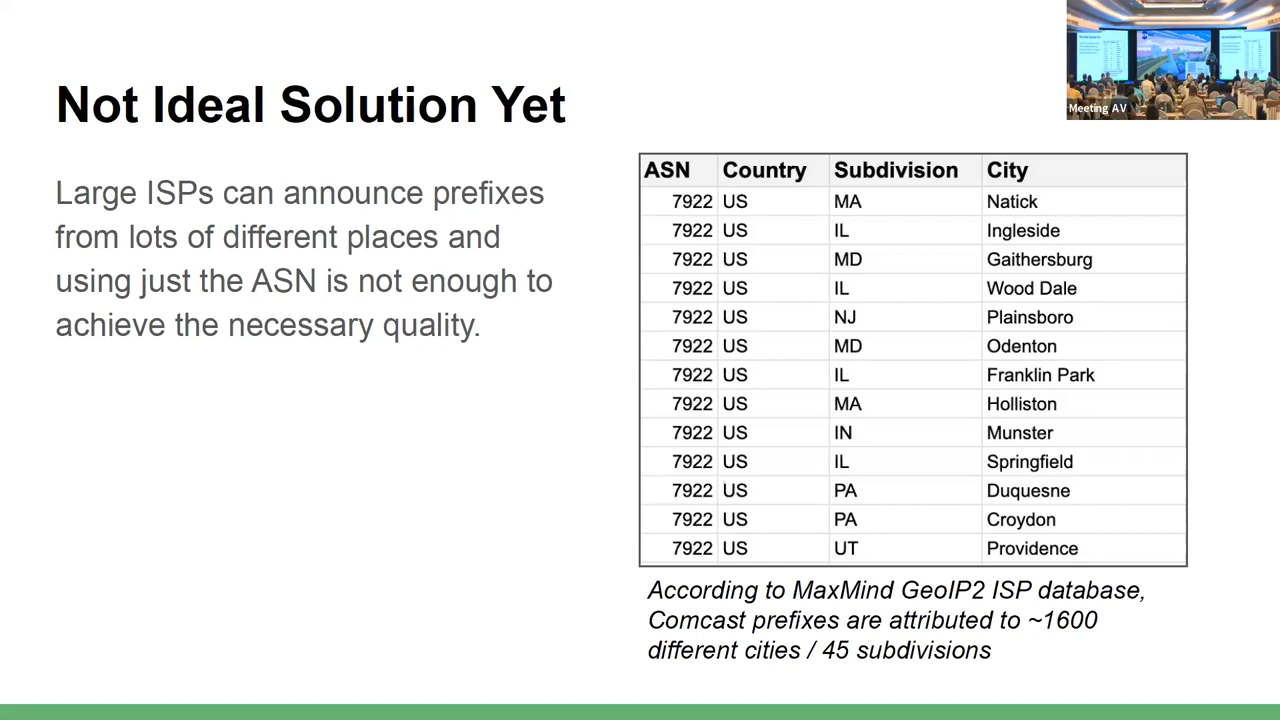 Meeting AV
Not Ideal Solution Yet
Large ISPs can announce prefixes
from lots of different places and
using just the ASN is not enough to
achieve the necessary quality.
ASN Country Subdivision City
7922 US MA Natick
7922 US IL Ingleside
7922 US MD Gaithersburg
7922 US IL Wood Dale
7922 US NJ Plainsboro
7922 US MD Odenton
7922 US IL Franklin Park
7922 US MA Holliston
7922 US IN Munster
7922 US IL Springfield
7922 US PA Duquesne
7922 US PA Croydon
7922 US UT Providence
According to MaxMind GeoIP2 ISP database,
Comcast prefixes are attributed to ~1600
different cities / 45 subdivisions